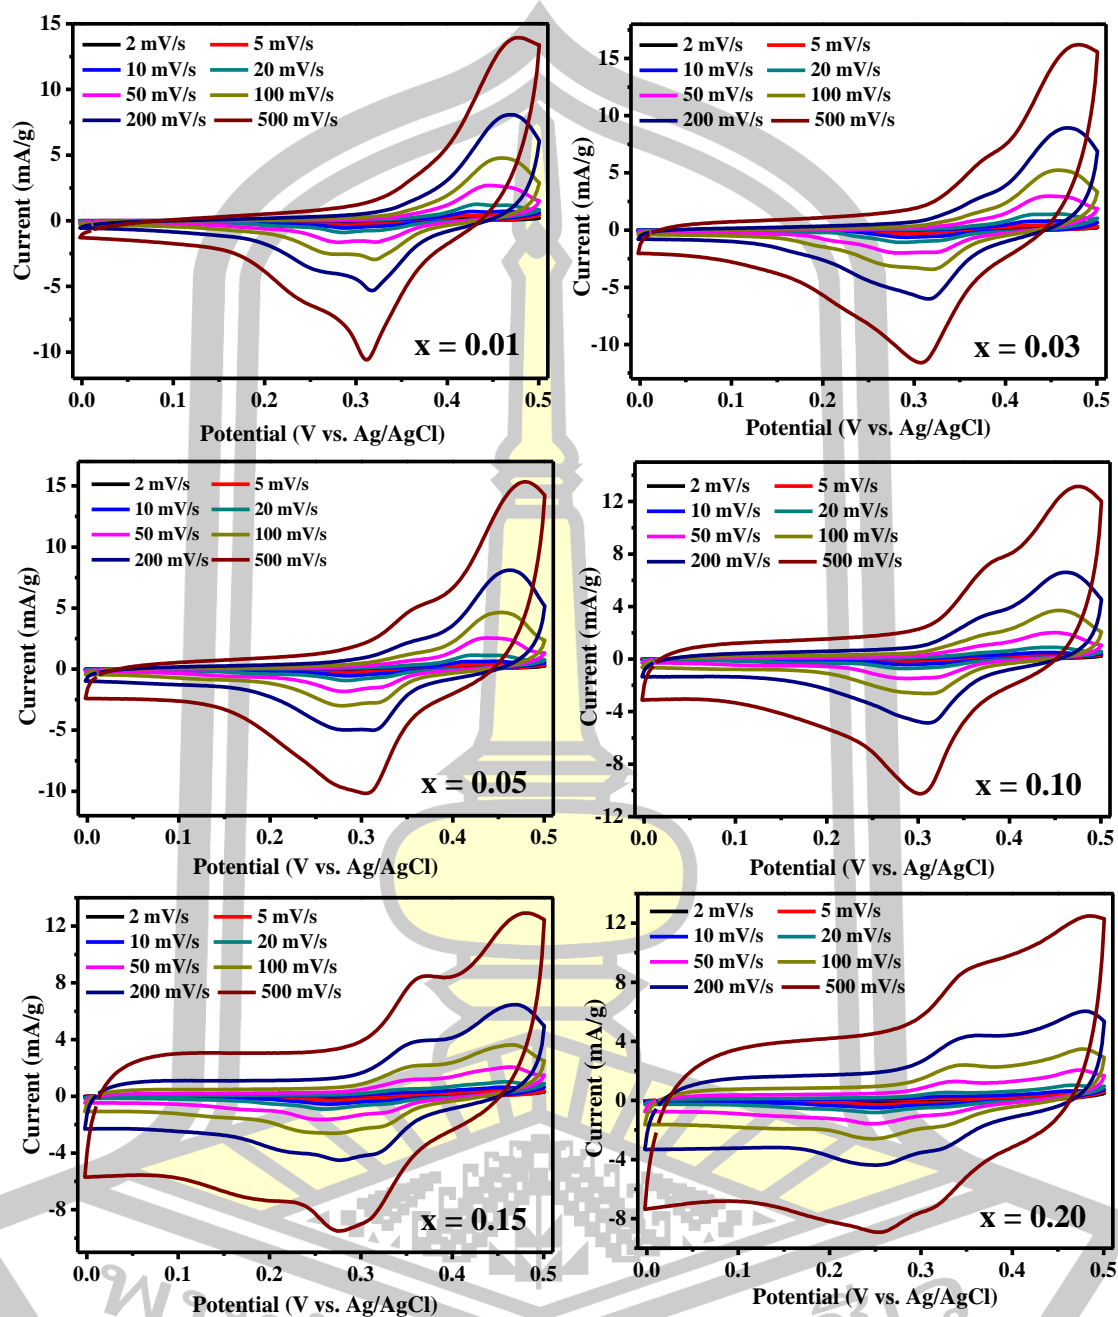 15
2 mV/s 5 mV/s
10 mV/s 20 mV/s
50 mV/s 100 mV/s
200 mV/s 500 mV/s
10
5
0
-5
-10
Current (mA/g)
x = 0.01
0.0 0.1 0.2 0.3 0.4 0.5
Potential (V vs. Ag/AgCl)
2 mV/s 5 mV/s
10 mV/s 20 mV/s
50 mV/s 100 mV/s
200 mV/s 500 mV/s
15
10
5
0
-5
-10
Current (mA/g)
x = 0.03
0.0 0.1 0.2 0.3 0.4 0.5
Potential (V vs. Ag/AgCl)
15
2 mV/s 5 mV/s
10 mV/s 20 mV/s
50 mV/s 100 mV/s
200 mV/s 500 mV/s
10
5
0
-5
-10
Current (mA/g)
x = 0.05
0.0 0.1 0.2 0.3 0.4 0.5
Potential (V vs. Ag/AgCl)
2 mV/s 5 mV/s
10 mV/s 20 mV/s
50 mV/s 100 mV/s
200 mV/s 500 mV/s
12
8
4
0
-4
-8
-12
Current (mA/g)
x = 0.10
0.0 0.1 0.2 0.3 0.4 0.5
Potential (V vs. Ag/AgCl)
2 mV/s 5 mV/s
10 mV/s 20 mV/s
50 mV/s 100 mV/s
200 mV/s 500 mV/s
12
8
4
0
-4
-8
Current (mA/g)
x = 0.15
0.0 0.1 0.2 0.3 0.4 0.5
Potential (V vs. Ag/AgCl)
2 mV/s 5 mV/s
10 mV/s 20 mV/s
50 mV/s 100 mV/s
200 mV/s 500 mV/s
12
8
4
0
-4
-8
Current (mA/g)
x = 0.20
0.0 0.1 0.2 0.3 0.4 0.5
Potential (V vs. Ag/AgCl)